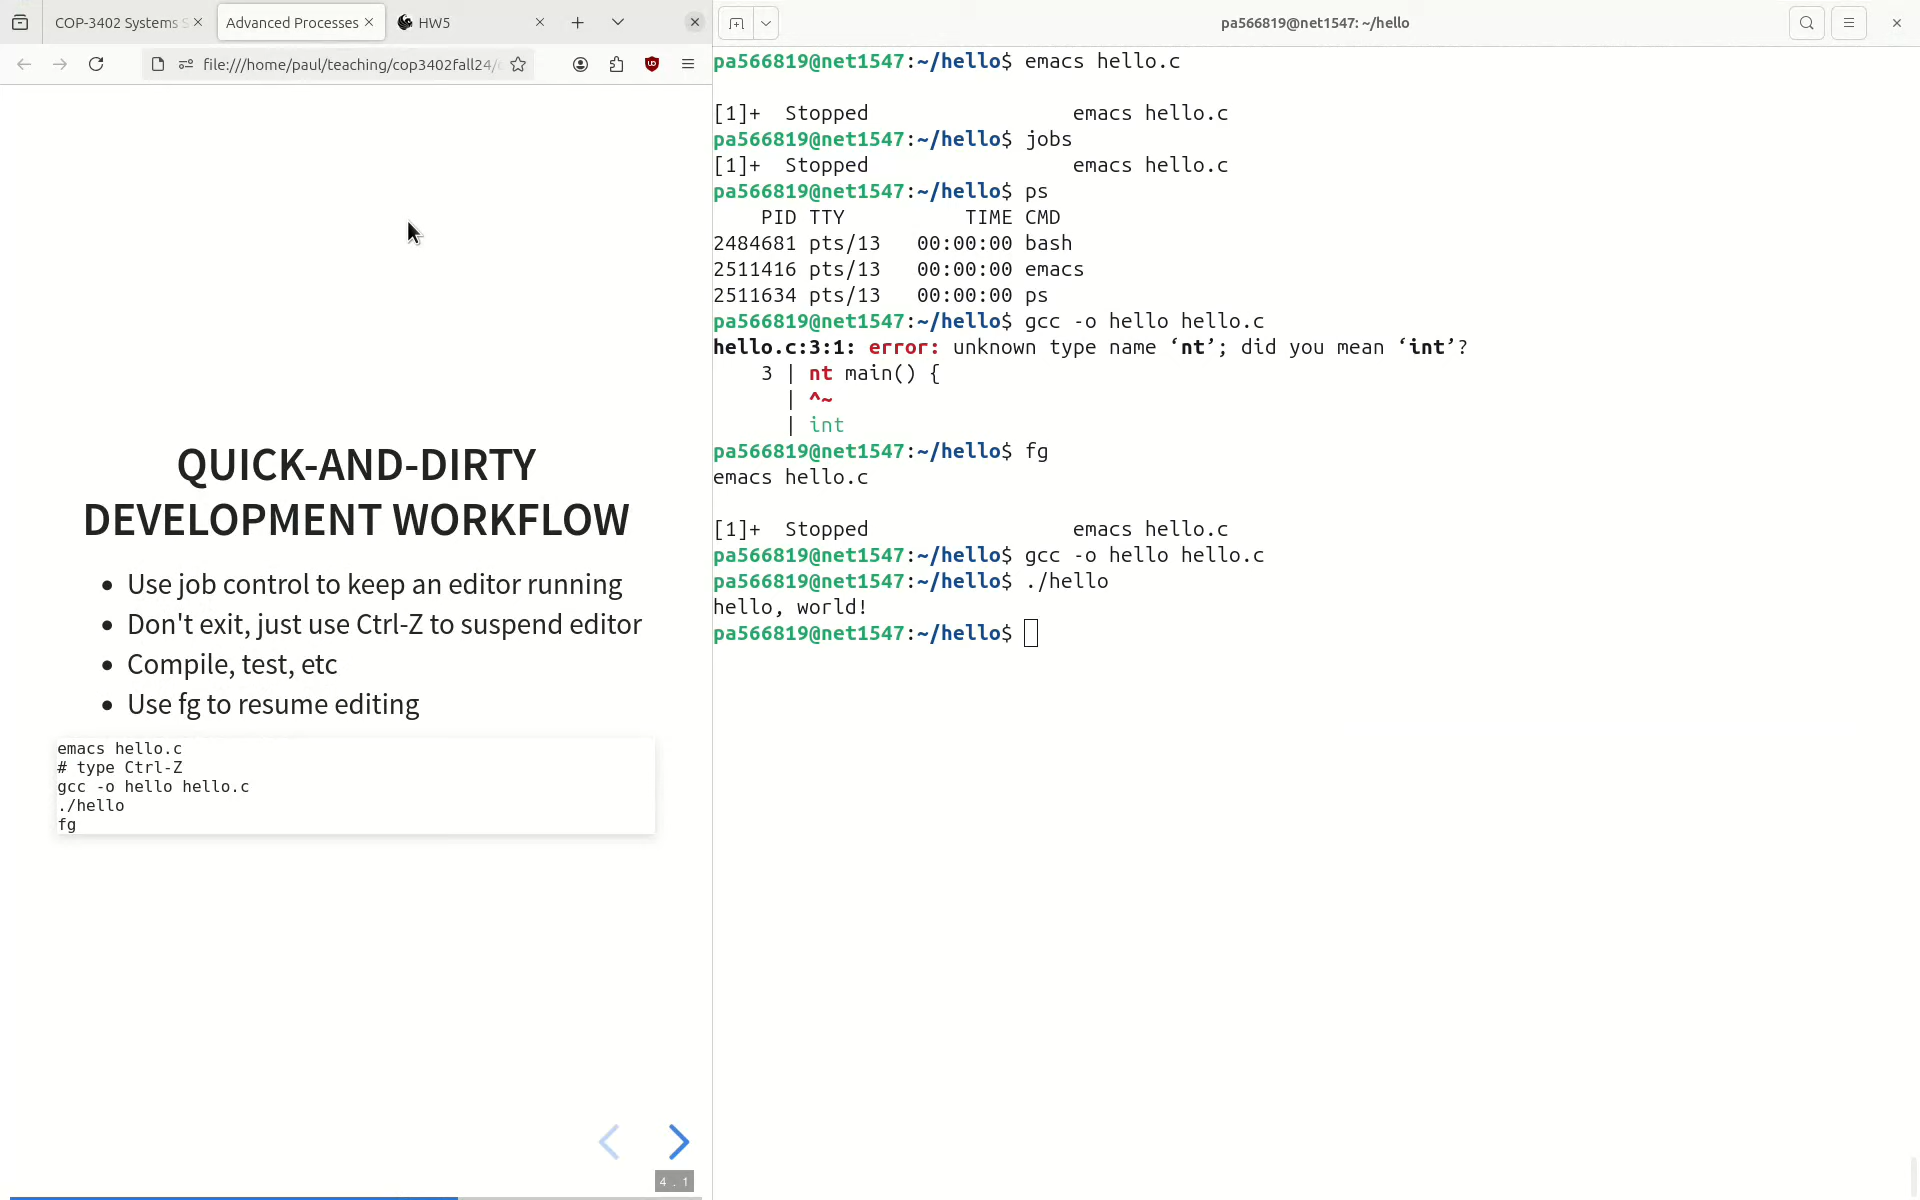 COP-3402 Systems S
Advanced Processes
HW5
file:///home/paul/teaching/cop3402fall24/
QUICK-AND-DIRTY
DEVELOPMENT WORKFLOW
• Use job control to keep an editor running
• Don't exit, just use Ctrl-Z to suspend editor
• Compile, test, etc
• Use fg to resume editing
emacs hello.c
# type Ctrl-Z
gcc -o hello hello.c
./hello
fg
4 . 1
pa566819@net1547: ~/hello
pa566819@net1547:~/hello$ emacs hello.c
[1]+  Stopped                 emacs hello.c
pa566819@net1547:~/hello$ jobs
[1]+  Stopped                 emacs hello.c
pa566819@net1547:~/hello$ ps
    PID TTY          TIME CMD
2484681 pts/13   00:00:00 bash
2511416 pts/13   00:00:00 emacs
2511634 pts/13   00:00:00 ps
pa566819@net1547:~/hello$ gcc -o hello hello.c
hello.c:3:1: error: unknown type name ‘nt’; did you mean ‘int’?
    3 | nt main() {
      | ^~
      | int
pa566819@net1547:~/hello$ fg
emacs hello.c
[1]+  Stopped                 emacs hello.c
pa566819@net1547:~/hello$ gcc -o hello hello.c
pa566819@net1547:~/hello$ ./hello
hello, world!
pa566819@net1547:~/hello$